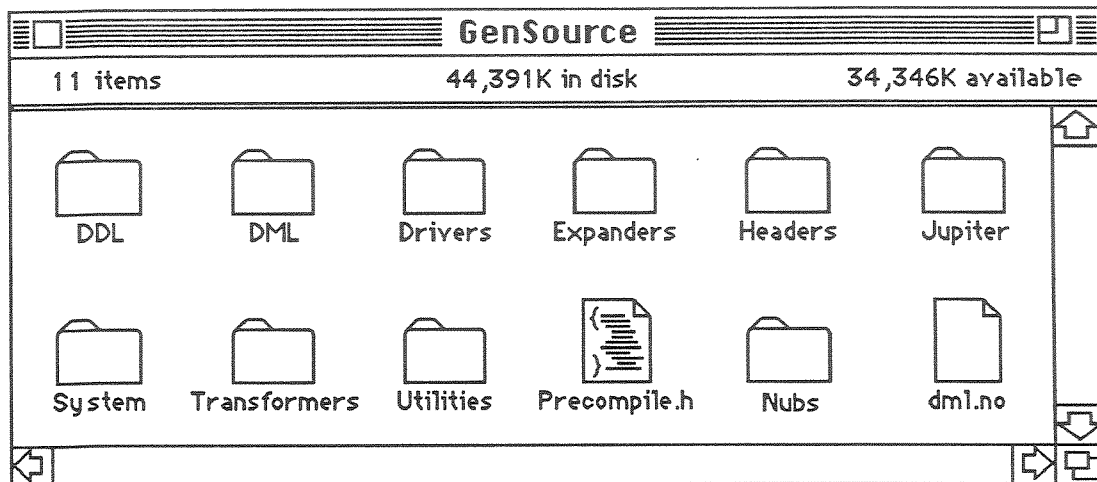 GenSource
11 items 44,391K in disk 34,346K available
DDL DML Drivers Expanders Headers Jupiter
{
}
System Transformers Utilities Precompile.h Nubs dml.no